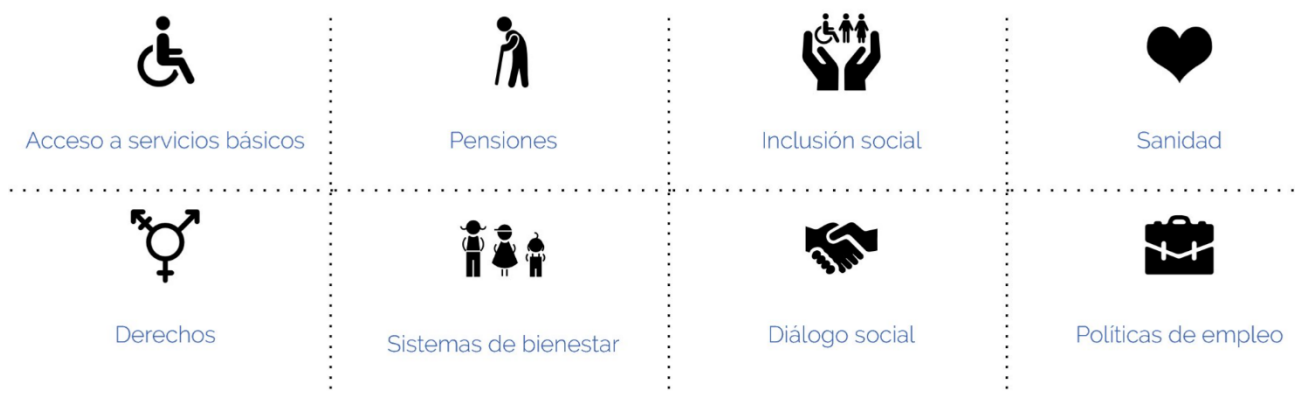 Acceso a servicios básicos
Pensiones
Inclusión social
Sanidad
Derechos
Sistemas de bienestar
Diálogo social
Políticas de empleo